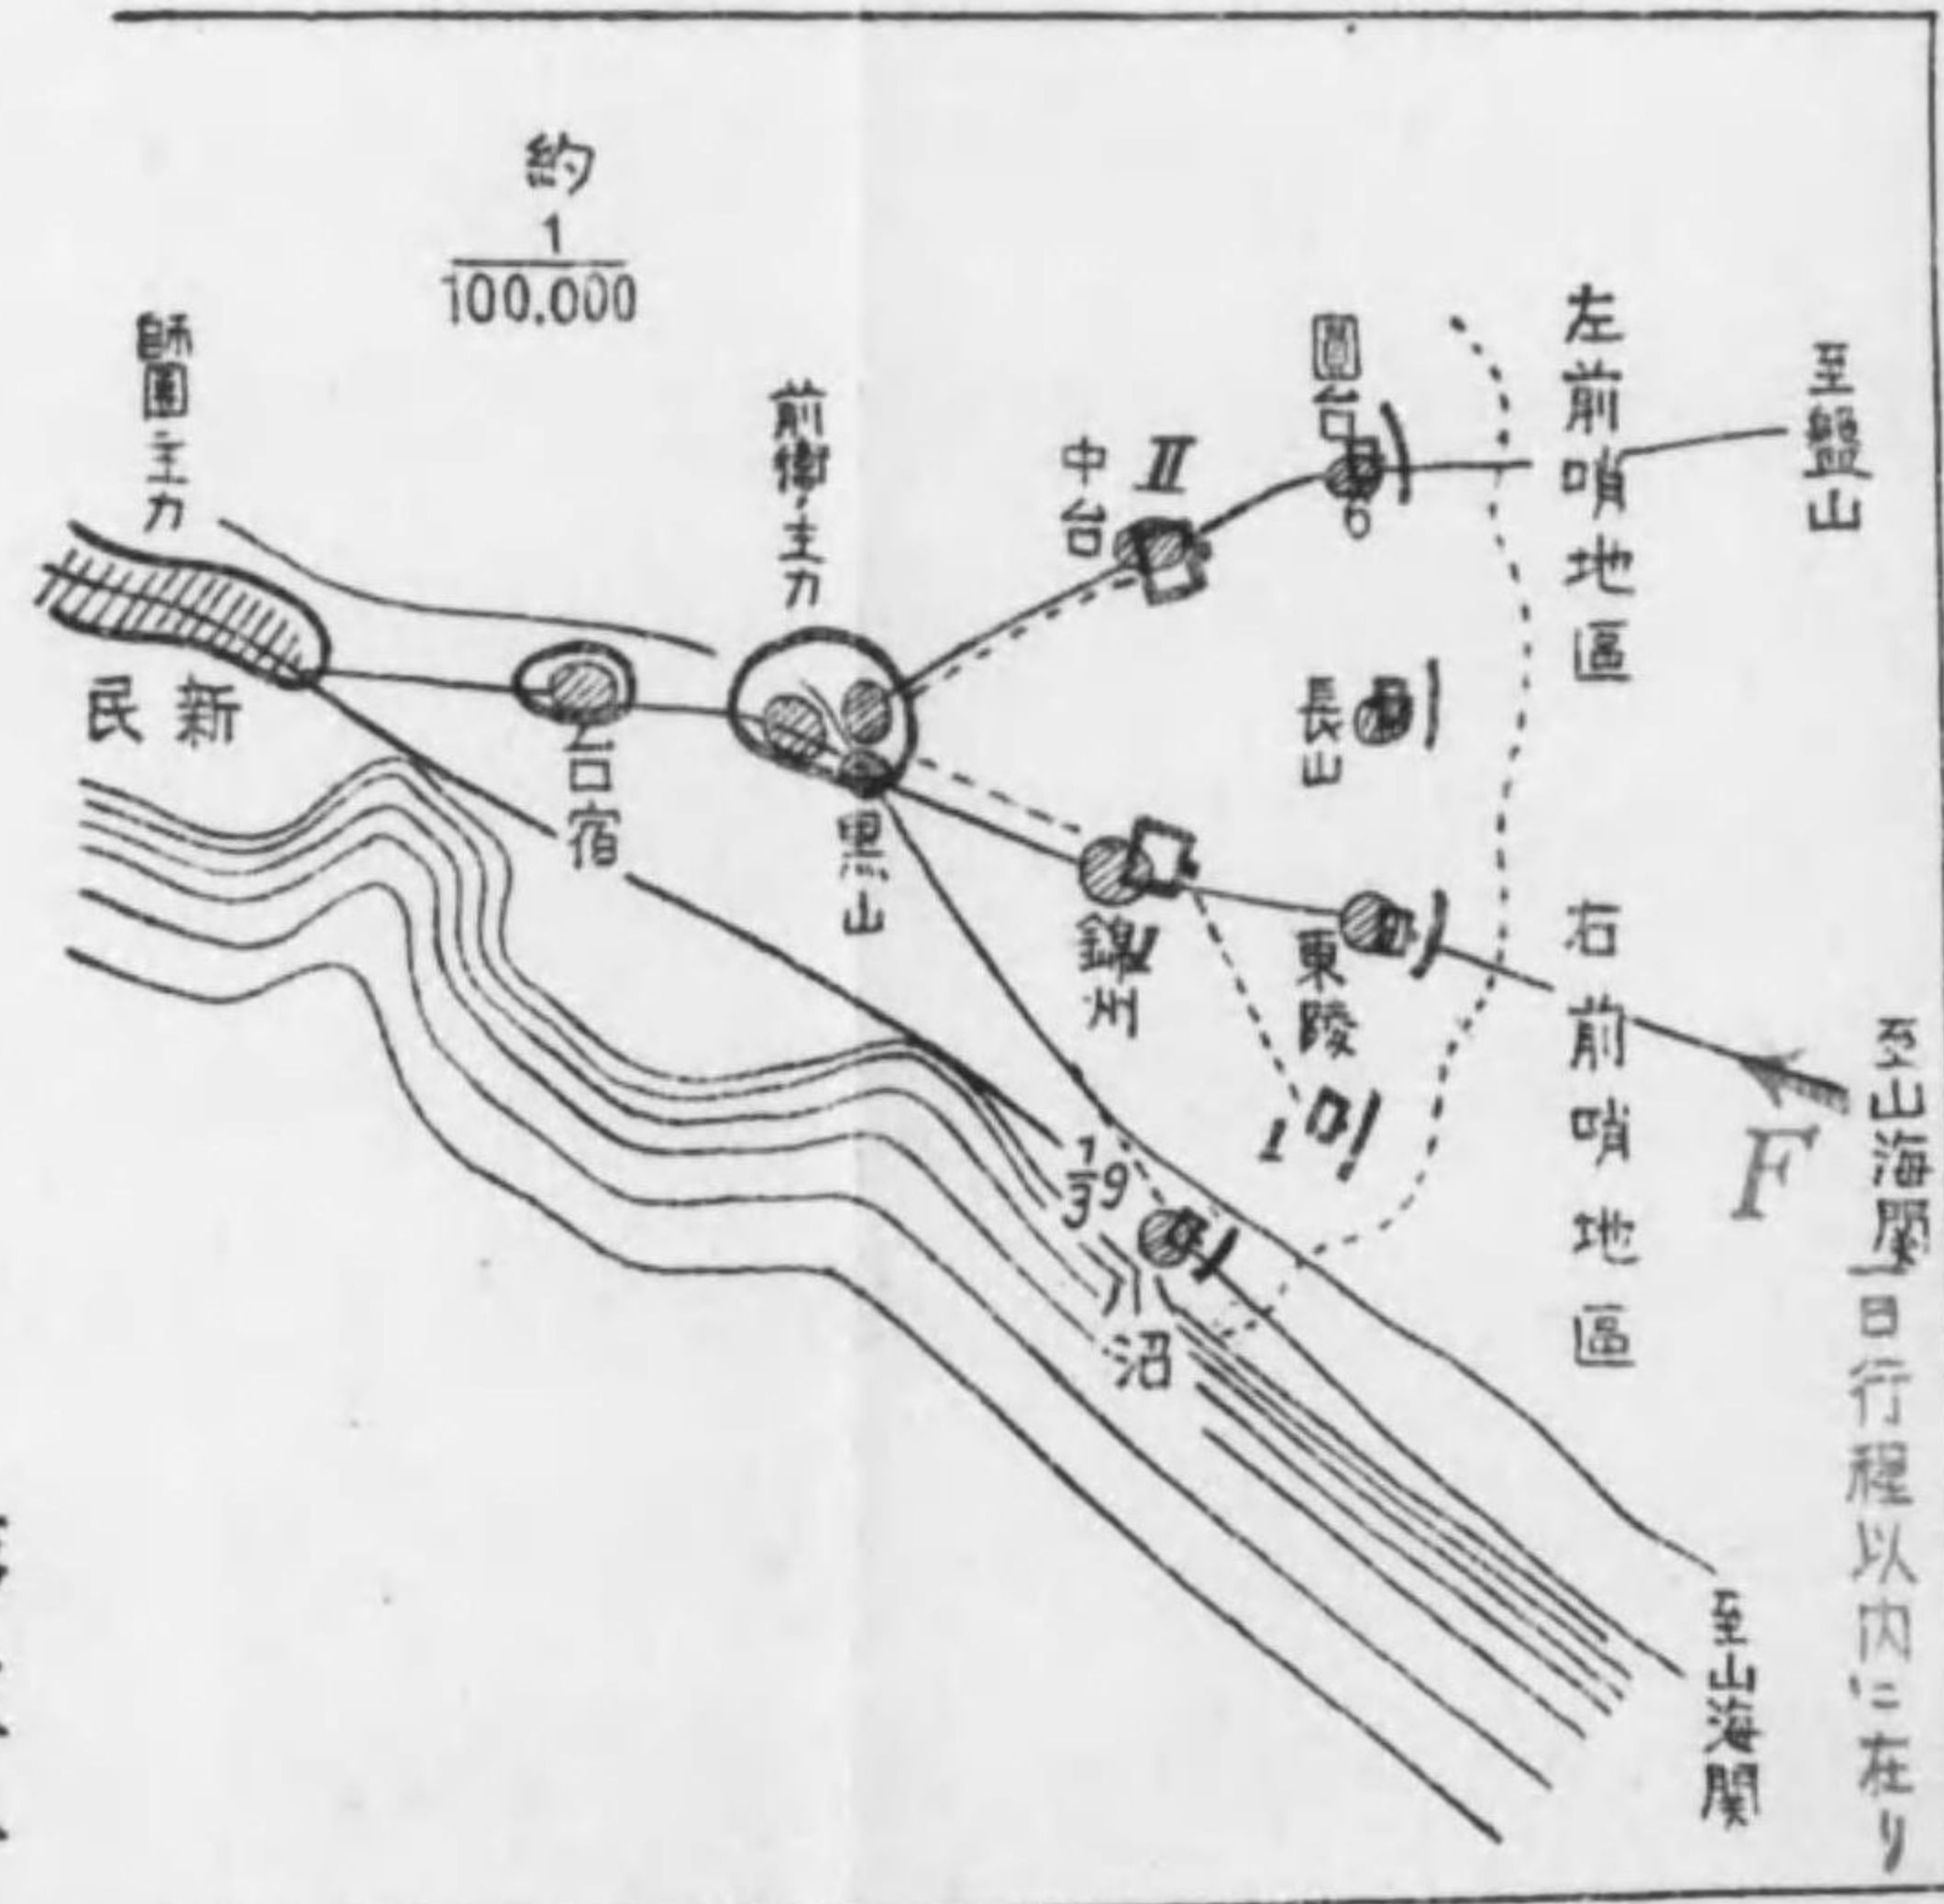 約
1
100.000
師團主力
前衛ノ主力
圓台
6
中台
II
左前哨地區
至盤山
新民
台宿
黒山
長山
錦州
東陵
I
右前哨地區
F
至山海関
一日行程以内に在り
1/3 9
小沼
至山海関